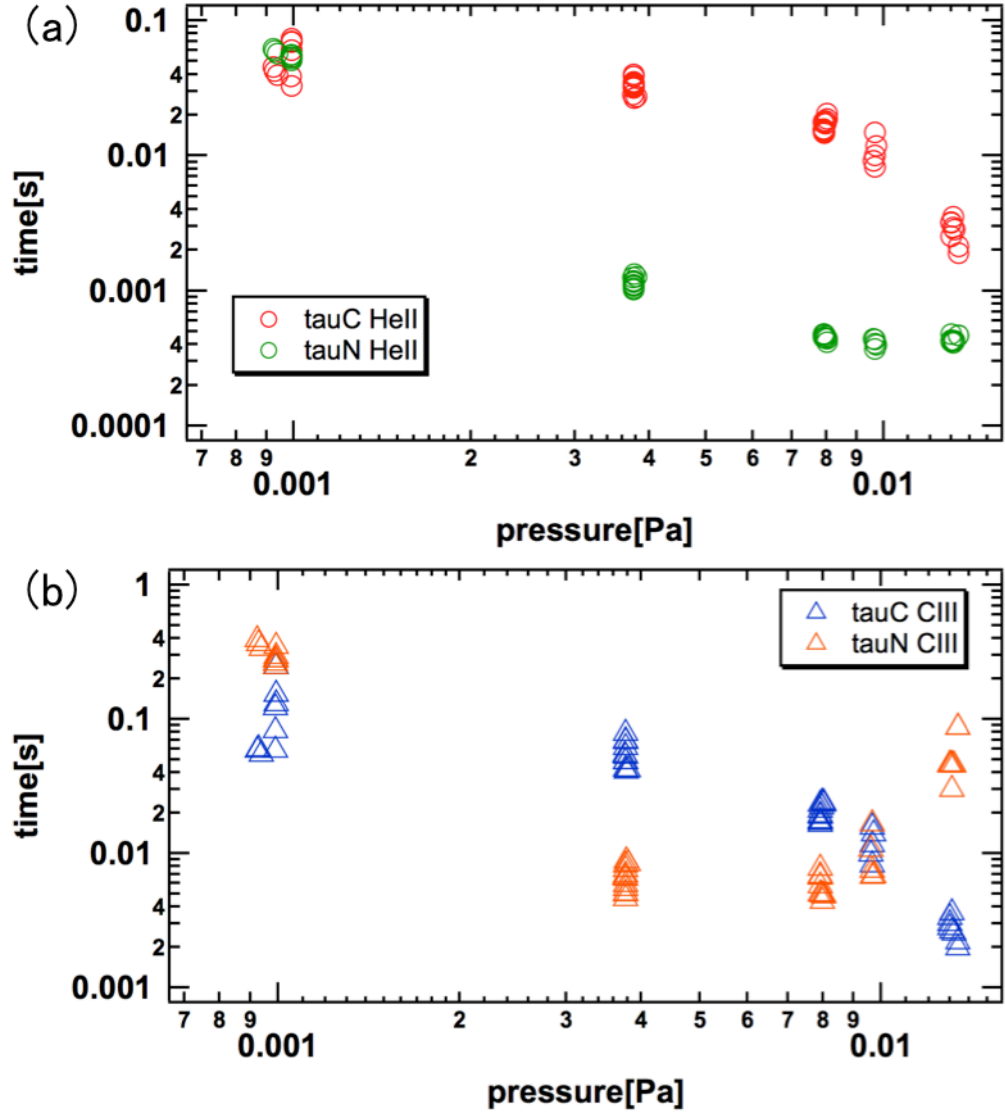 (a)
0.1
4
2
0.01
4
2
0.001
4
2
0.0001
time[s]
tauC HeII
tauN HeII
7 8 9 2 3 4 5 6 7 8 9
0.001 0.01
pressure[Pa]
(b)
1
4
2
0.1
4
2
0.01
4
2
0.001
time[s]
tauC CIII
tauN CIII
7 8 9 2 3 4 5 6 7 8 9
0.001 0.01
pressure[Pa]